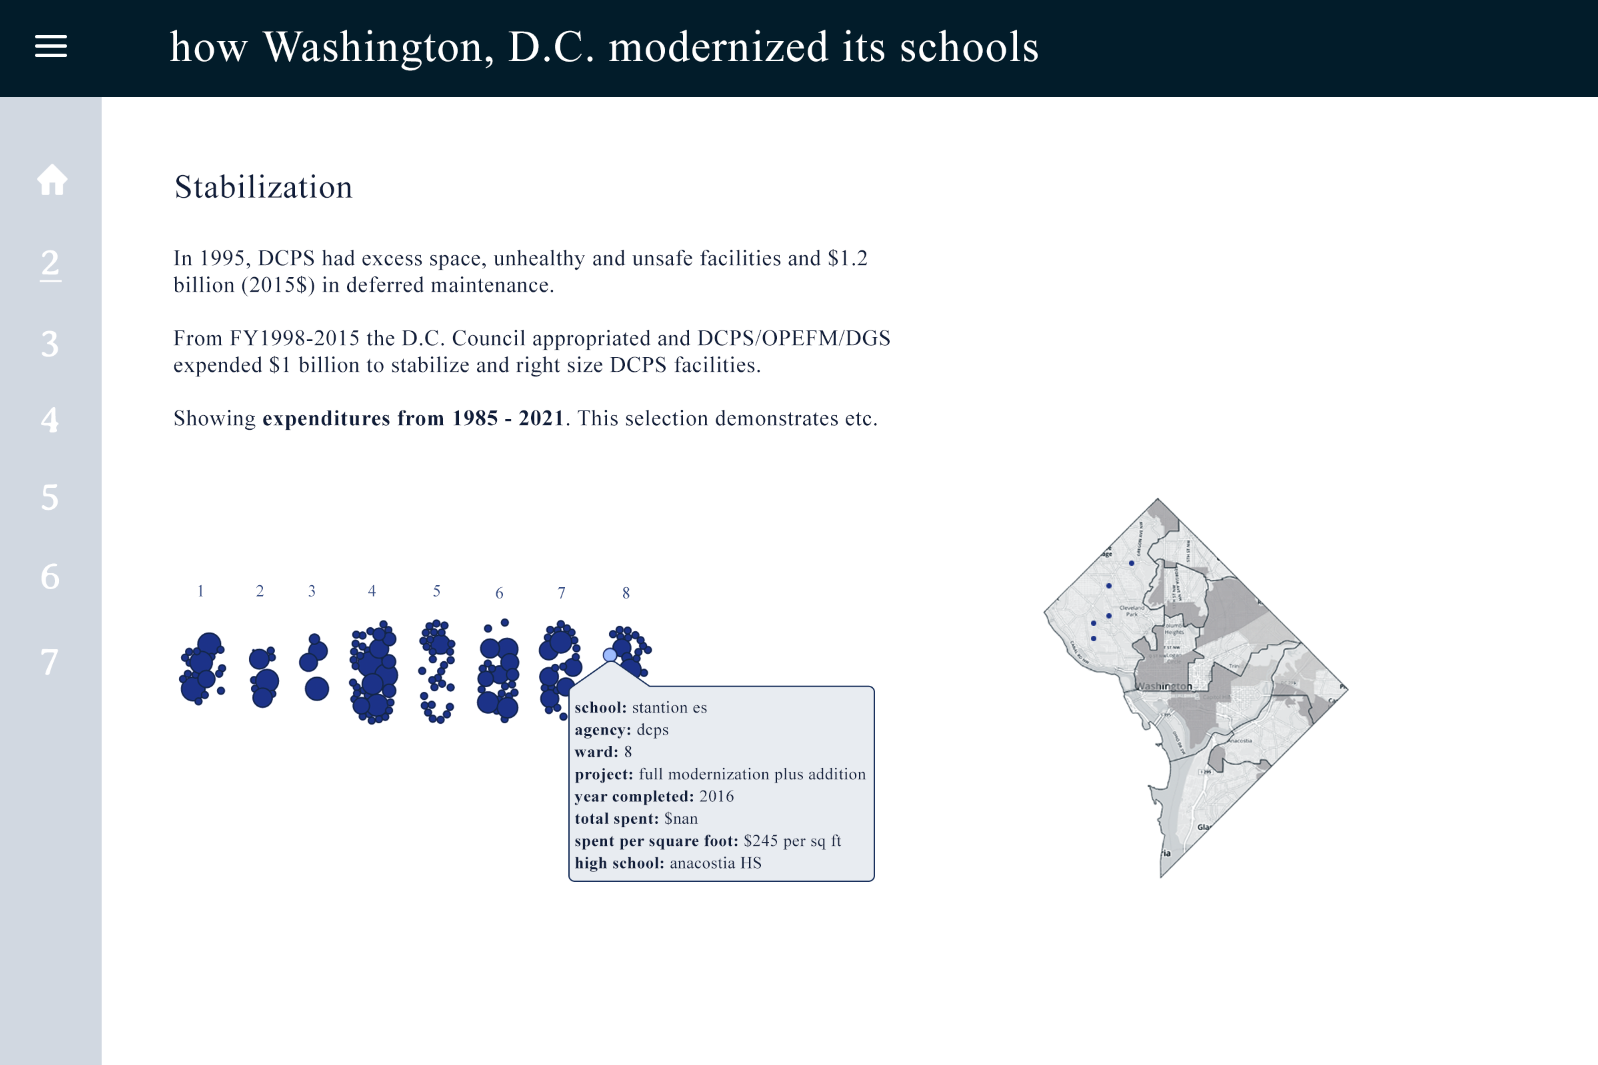 how Washington, D.C. modernized its schools
2
3
4
5
6
7
Stabilization
In 1995, DCPS had excess space, unhealthy and unsafe facilities and $1.2
billion (2015$) in deferred maintenance.
From FY1998-2015 the D.C. Council appropriated and DCPS/OPEFM/DGS
expended $1 billion to stabilize and right size DCPS facilities.
Showing expenditures from 1985 - 2021. This selection demonstrates etc.
1 2 3 4 5 6 7 8
school: stantion es
agency: dcps
ward: 8
project: full modernization plus addition
year completed: 2016
total spent: $nan
spent per square foot: $245 per sq ft
high school: anacostia HS
Cleveland
Park
Heights
Washington
Anacostia